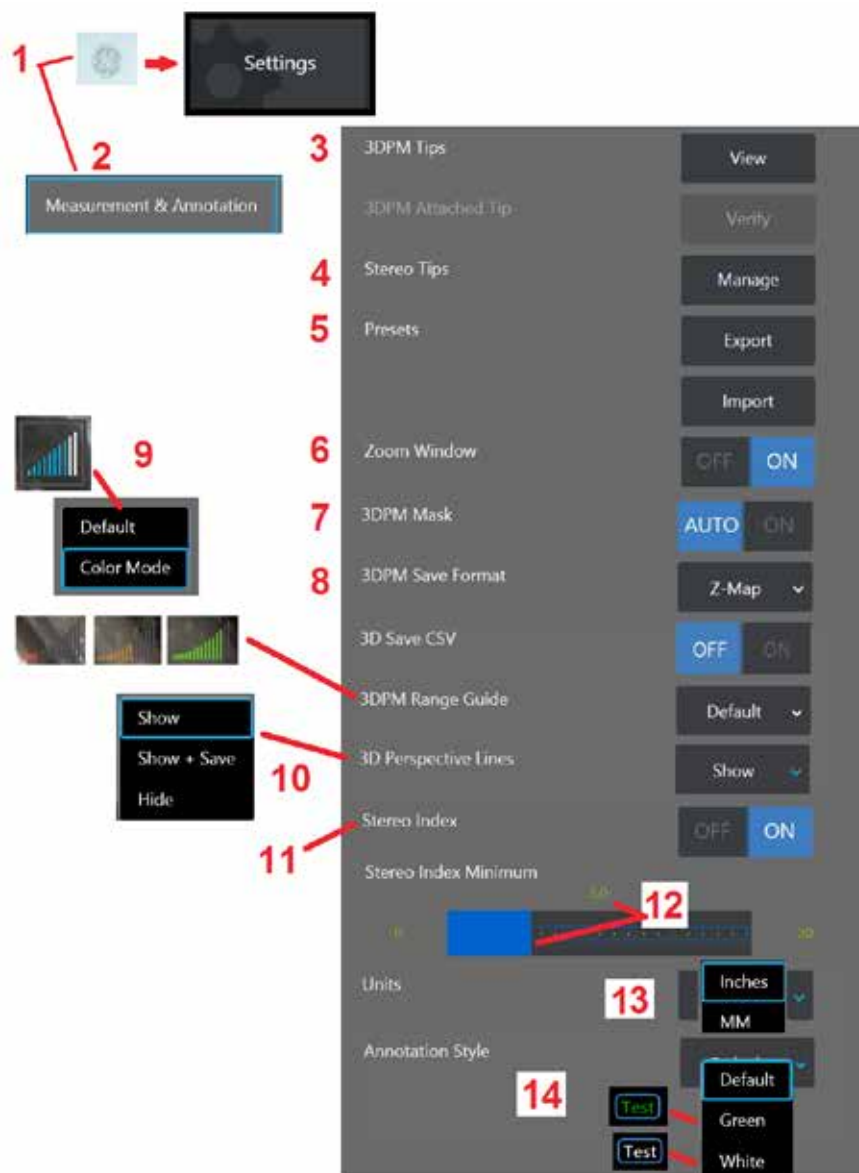 1
Settings
2
Measurement & Annotation
3
3DPM Tips
View
3DPM Attached Tip
Verify
4
Stereo Tips
Manage
5
Presets
Export
Import
9
6
Zoom Window
OFF ON
Default
Color Mode
7
3DPM Mask
AUTO ON
8
3DPM Save Format
Z-Map
3D Save CSV
OFF ON
3DPM Range Guide
Default
Show
Show + Save
Hide
10
3D Perspective Lines
Show
11
Stereo Index
OFF ON
Stereo Index Minimum
12
Units
13
Inches
MM
Annotation Style
14
Default
Test
Green
Test
White